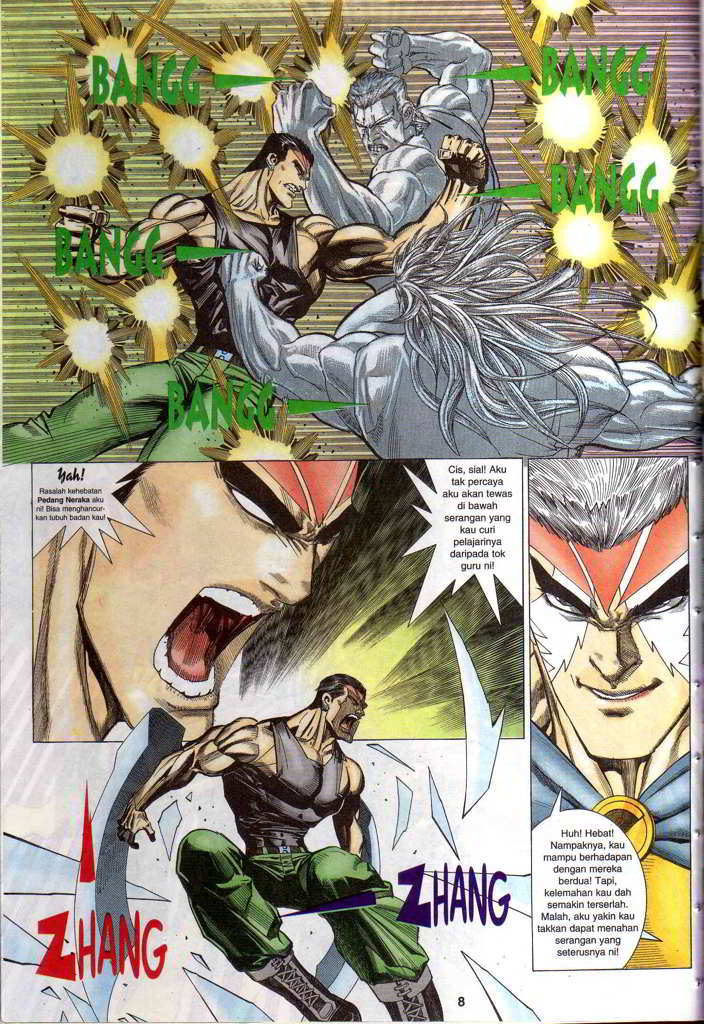 BANGG
BANGG
BANGG
BANGG
BANGG
Yah!
Rasalah kehebatan
Pedang Neraka aku
ni! Bisa menghancur-
kan tubuh badan kau!
Cis, sial! Aku
tak percaya
aku akan tewas
di bawah
serangan yang
kau curi
pelajarinya
daripada tok
guru ni!
ZHANG
ZHANG
Huh! Hebat!
Nampaknya, kau
mampu berhadapan
dengan mereka
berdua! Tapi,
kelemahan kau dah
semakin terserlah.
Malah, aku yakin kau
takkan dapat menahan
serangan yang
seterusnya ni!
8